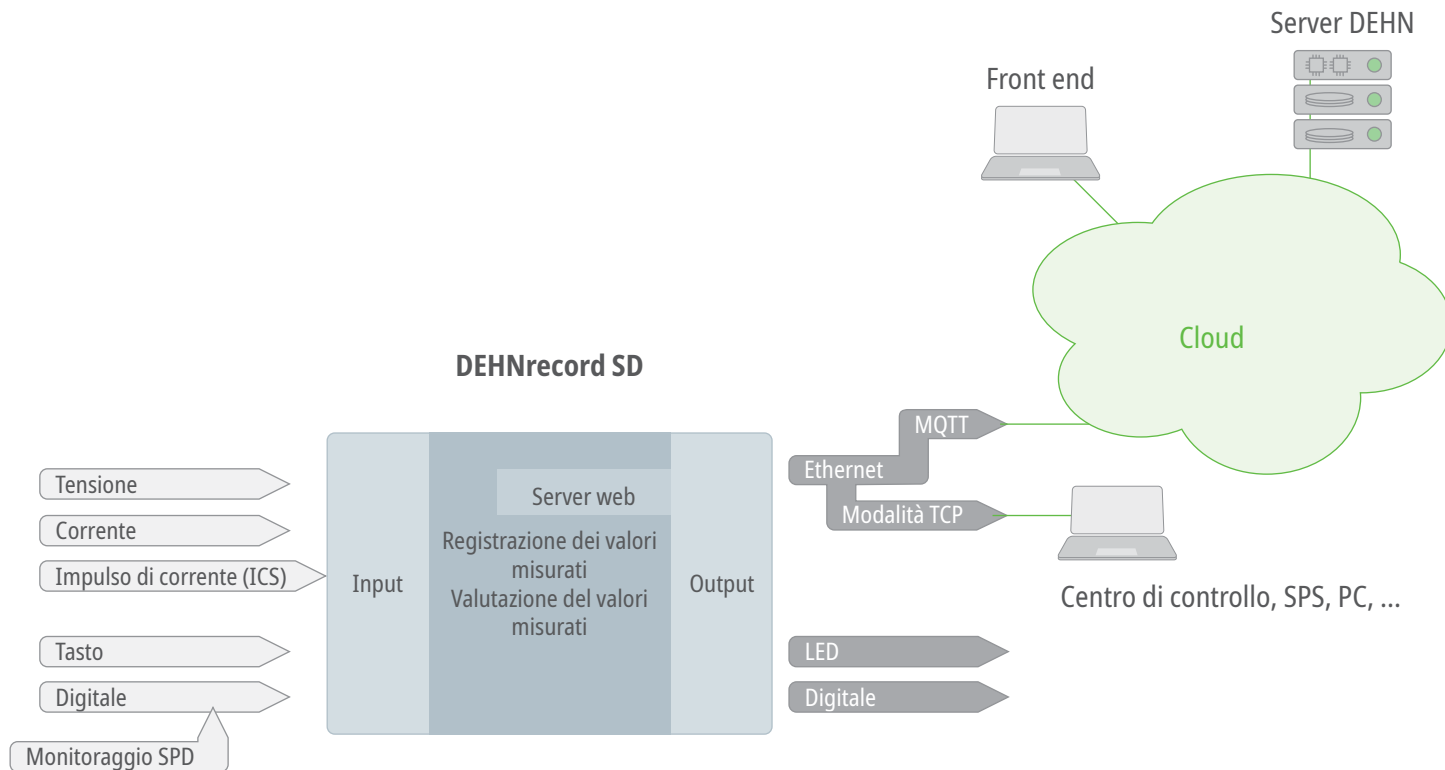 Server DEHN
Front end
Cloud
DEHNrecord SD
MQTT
Ethernet
Modalità TCP
Centro di controllo, SPS, PC, ...
Tensione
Corrente
Impulso di corrente (ICS)
Tasto
Digitale
Monitoraggio SPD
Input
Server web
Registrazione dei valori
misurati
Valutazione del valori
misurati
Output
LED
Digitale